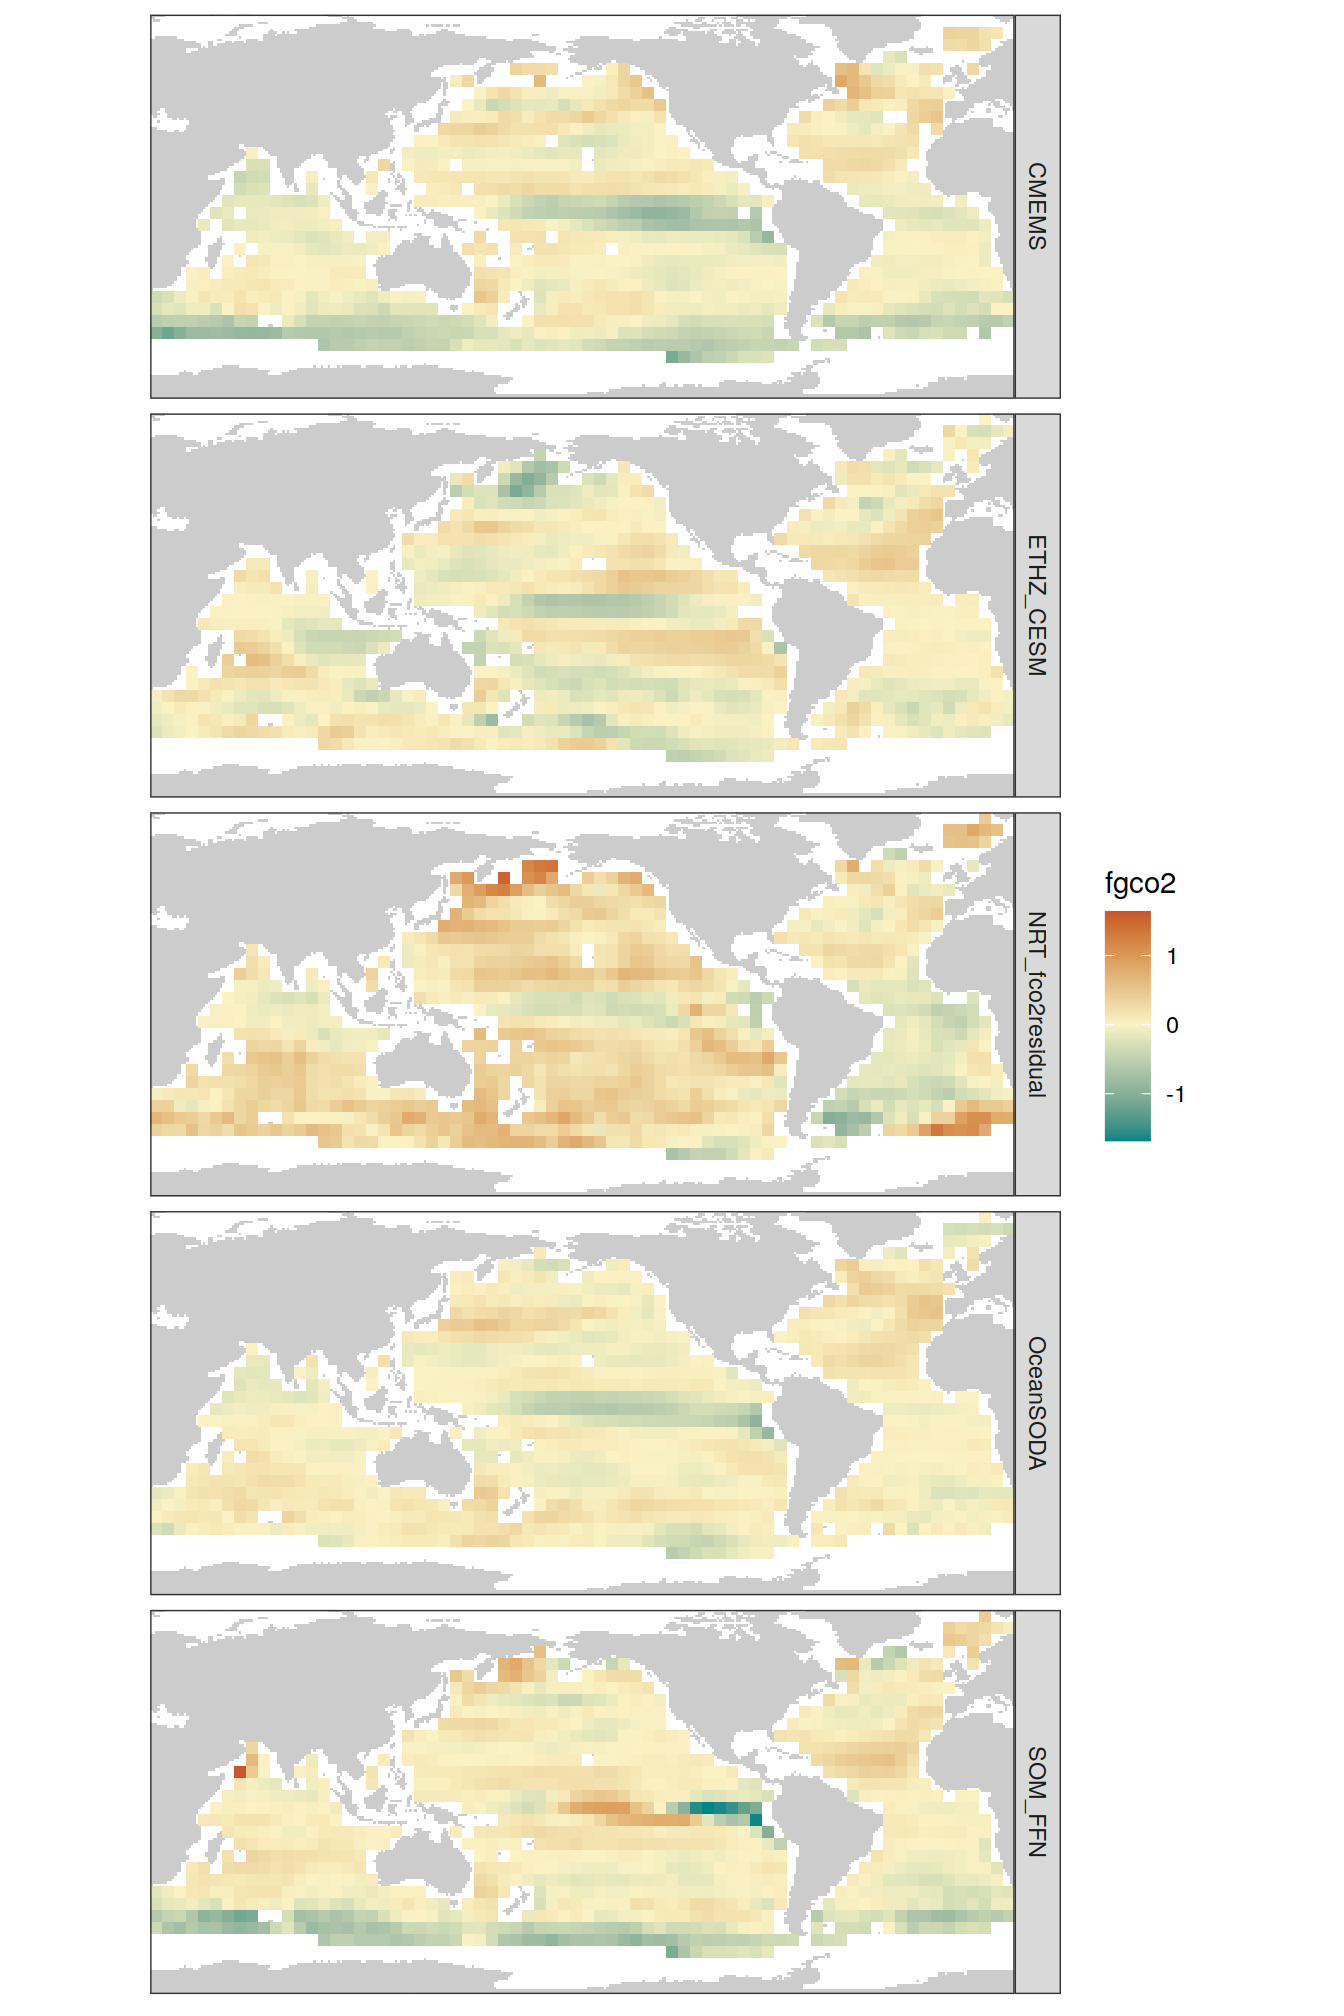 CMEMS
ETHZ_CESM
NRT_fco2residual
OceanSODA
SOM_FFN
fgco2
1
0
-1